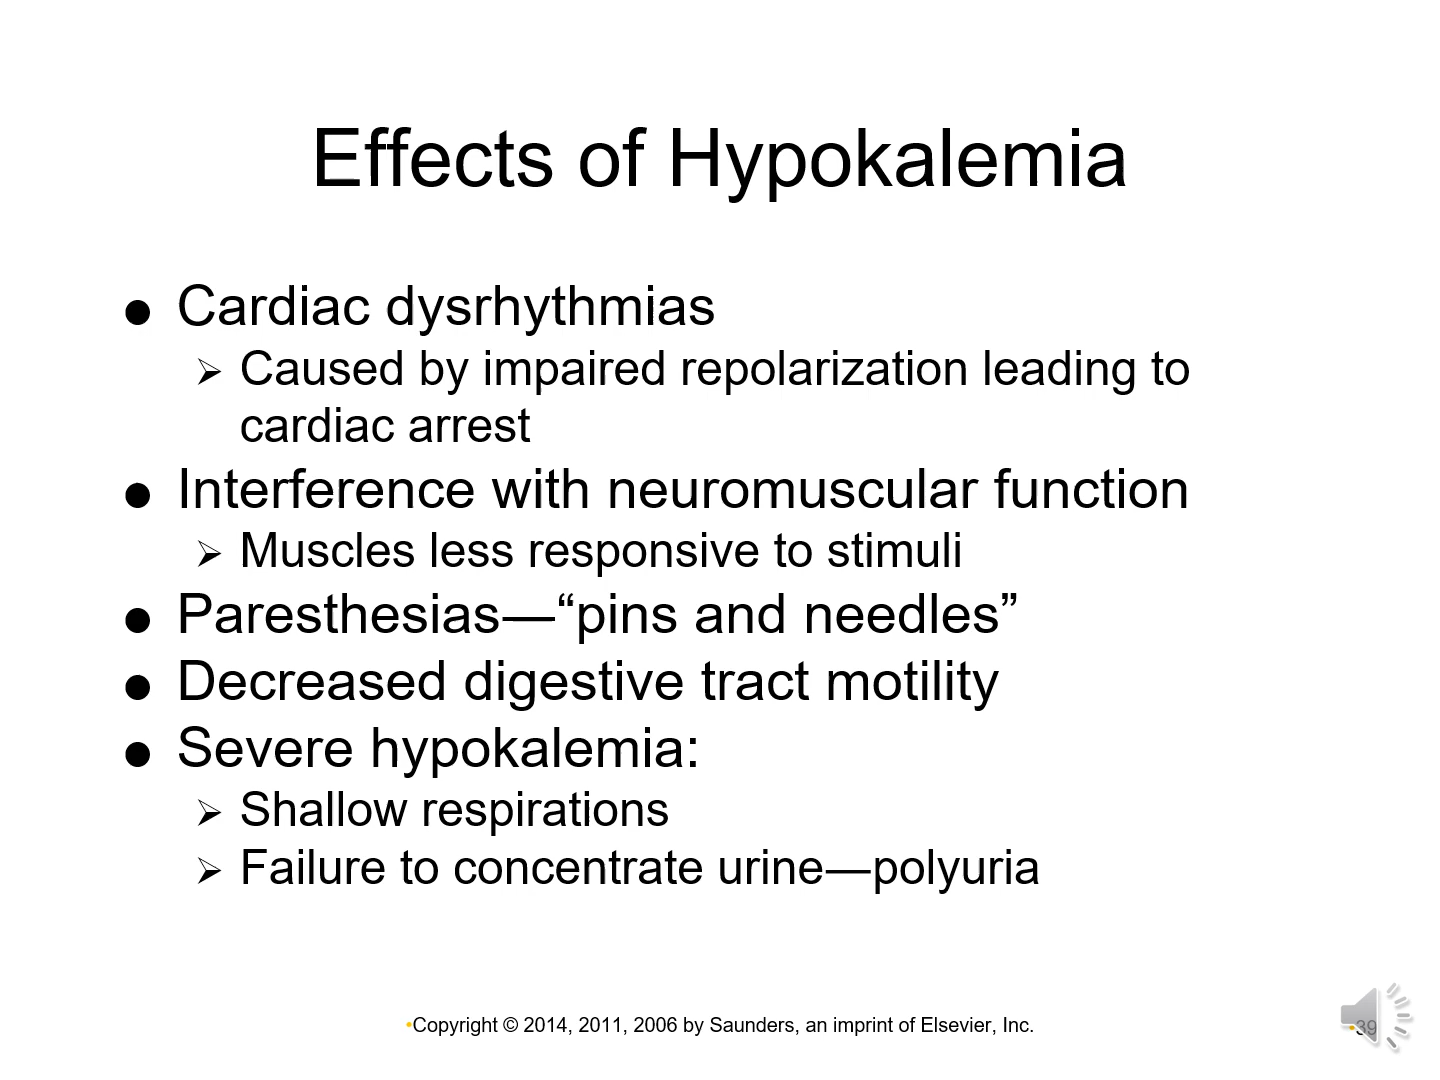 Effects of Hypokalemia
● Cardiac dysrhythmias
➢ Caused by impaired repolarization leading to
cardiac arrest
● Interference with neuromuscular function
➢ Muscles less responsive to stimuli
● Paresthesias—“pins and needles”
● Decreased digestive tract motility
● Severe hypokalemia:
➢ Shallow respirations
➢ Failure to concentrate urine—polyuria
•Copyright © 2014, 2011, 2006 by Saunders, an imprint of Elsevier, Inc.
•39